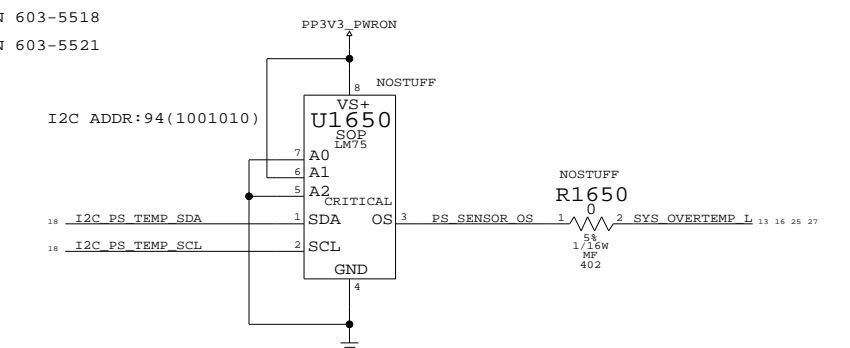 603-5518
603-5521
PP3V3_PWRON
8 NOSTUFF
I2C ADDR:94(1001010)
VS+
U1650
SOP
LM75
7 A0
6 A1
5 A2
CRITICAL
NOSTUFF
R1650
0
18 I2C_PS_TEMP_SDA 1 SDA OS 3 PS_SENSOR_OS 1 2 SYS_OVERTEMP_L 13 16 25 27
5%
1/16W
MF
402
18 I2C_PS_TEMP_SCL 2 SCL
GND
4